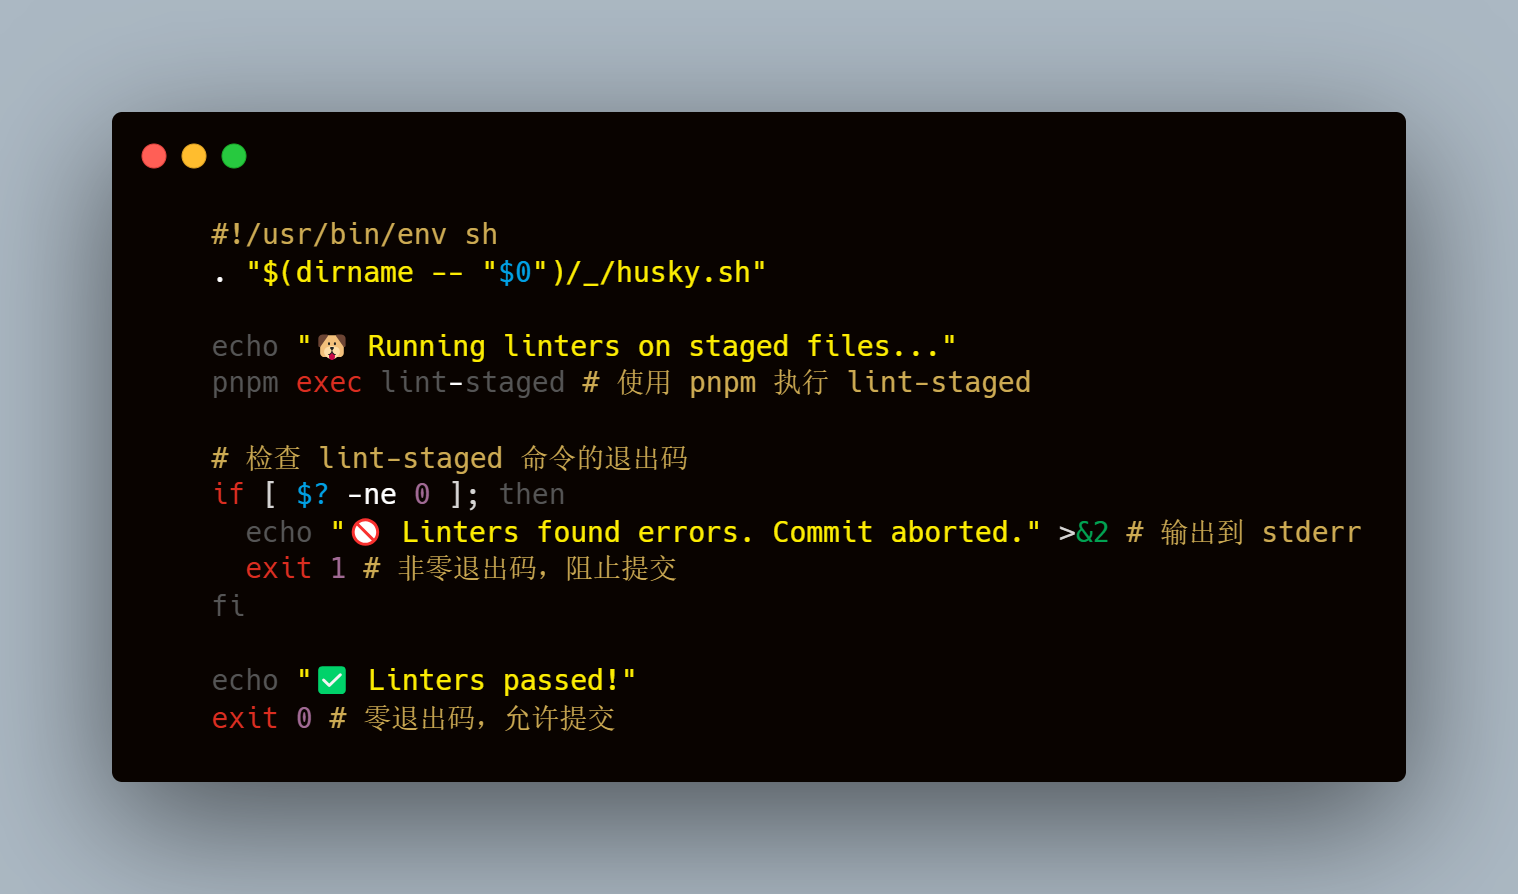 #!/usr/bin/env sh
. "$(dirname -- "$0")/_/husky.sh"
echo "🐶 Running linters on staged files..."
pnpm exec lint-staged # 使用 pnpm 执行 lint-staged
# 检查 lint-staged 命令的退出码
if [ $? -ne 0 ]; then
  echo "🚫 Linters found errors. Commit aborted." >&2 # 输出到 stderr
  exit 1 # 非零退出码，阻止提交
fi
echo "✅ Linters passed!"
exit 0 # 零退出码，允许提交